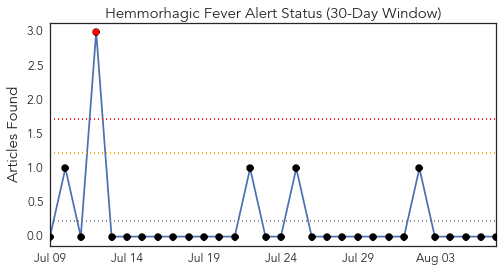 Hemmorhagic Fever Alert Status (30-Day Window)
Articles Found
3.0
2.5
2.0
1.5
1.0
0.5
0.0
Jul 09 Jul 14 Jul 19 Jul 24 Jul 29 Aug 03